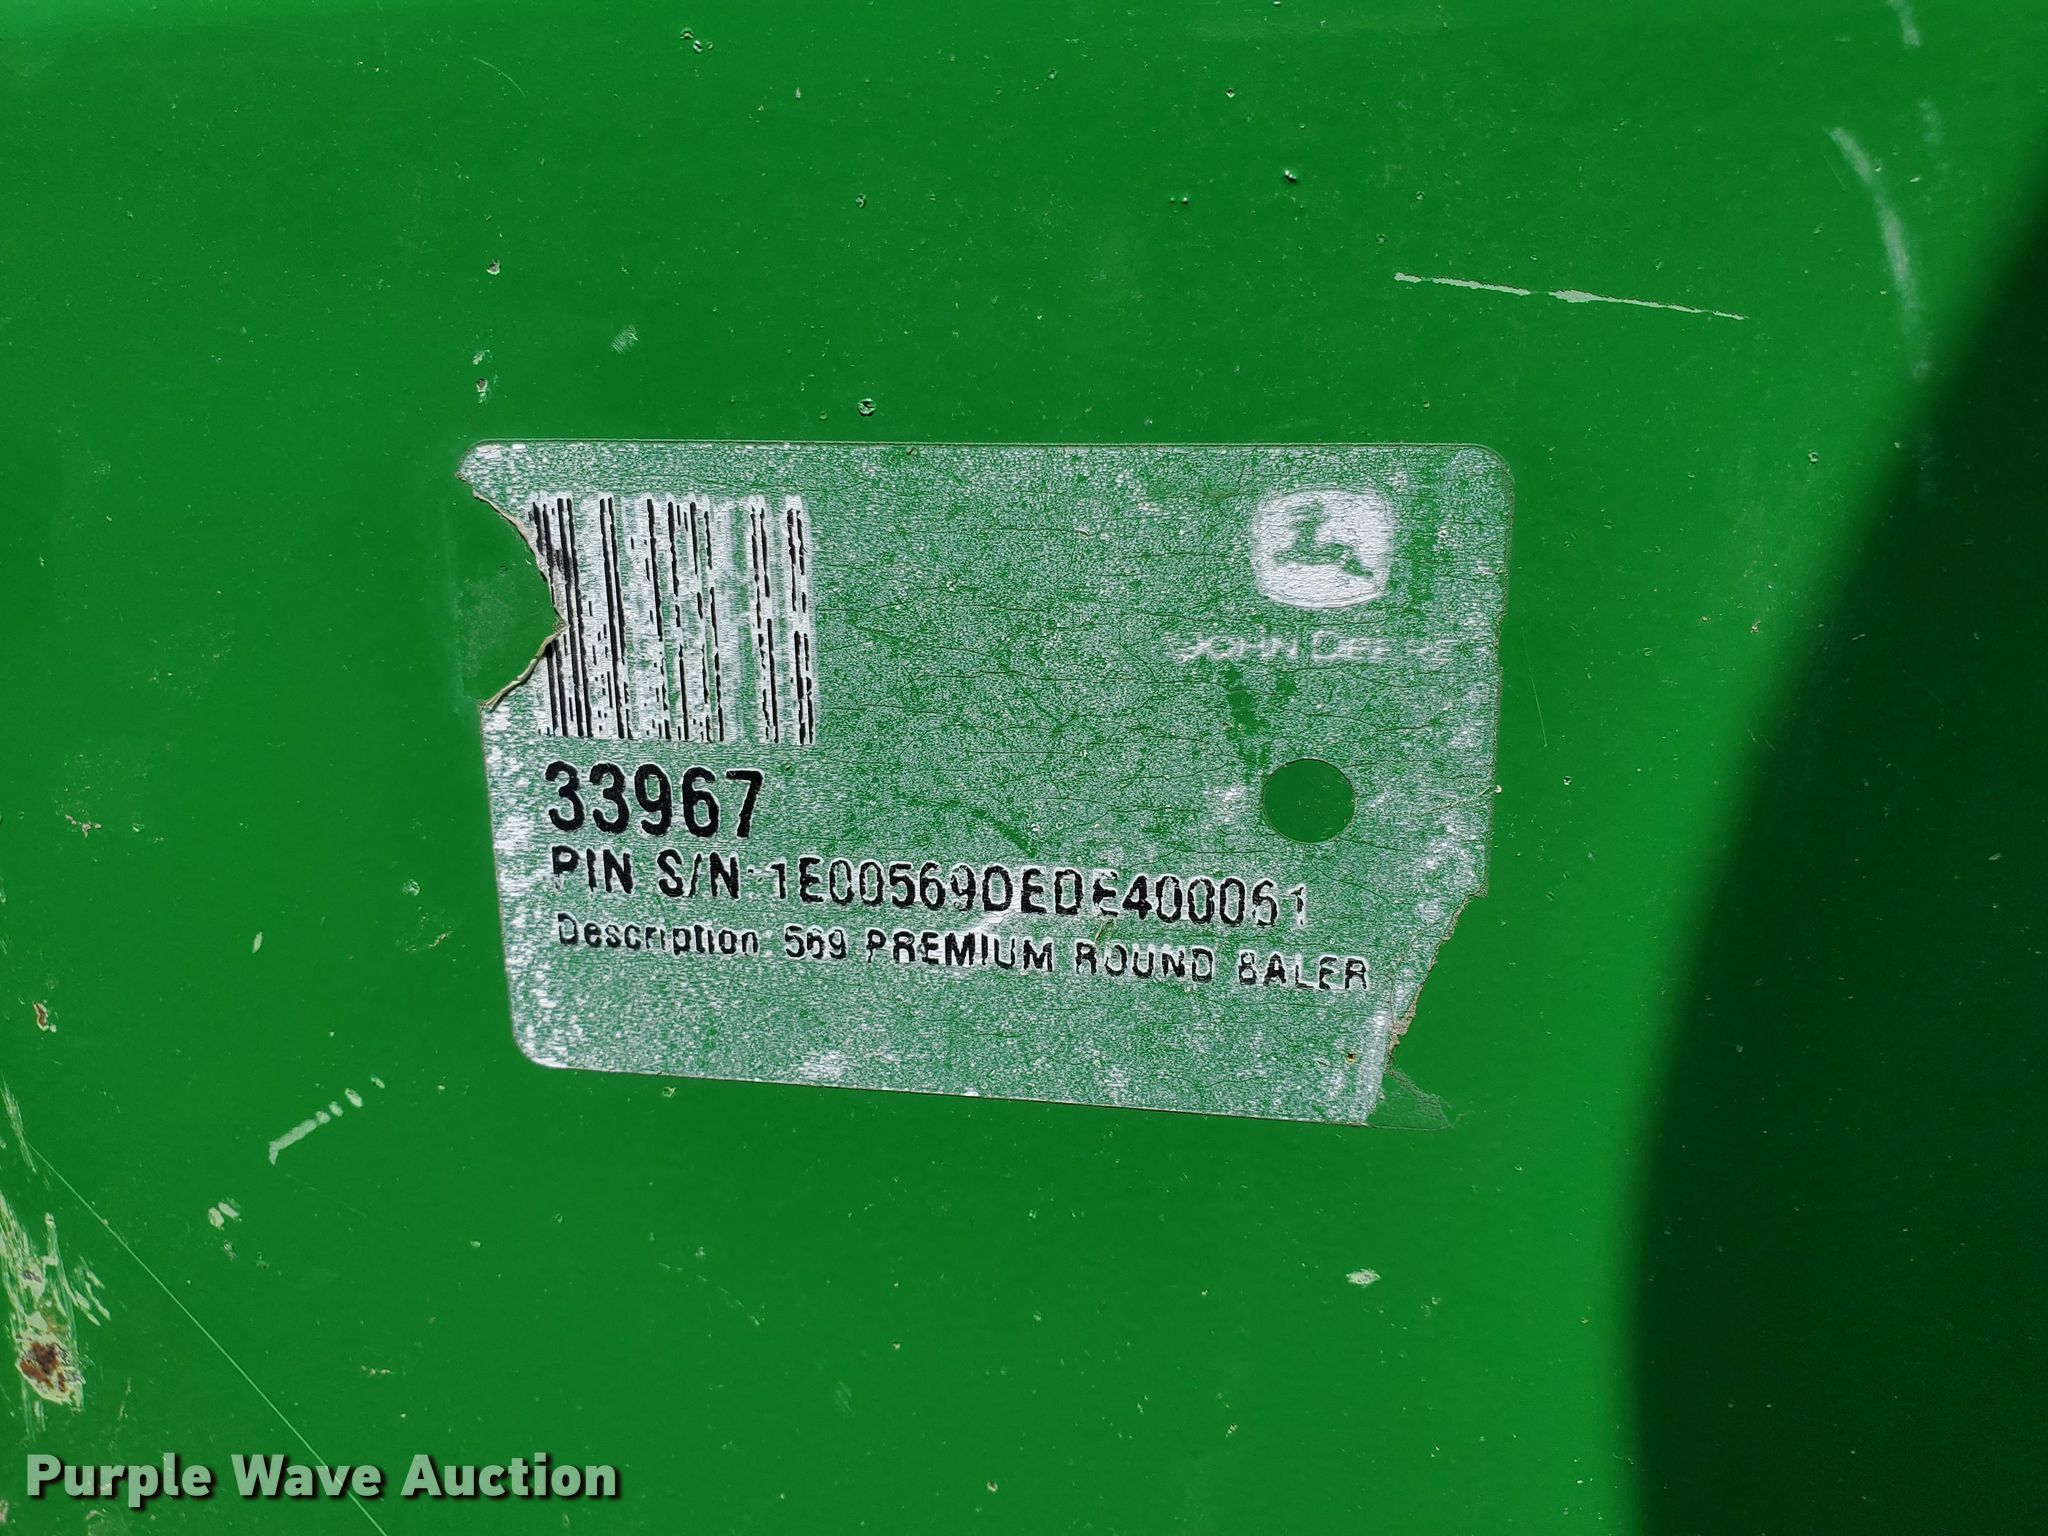 JOHN DEERE
33967
PIN S/N: 1E00569DEDE400061
Description: 569 PREMIUM ROUND BALER
Purple Wave Auction